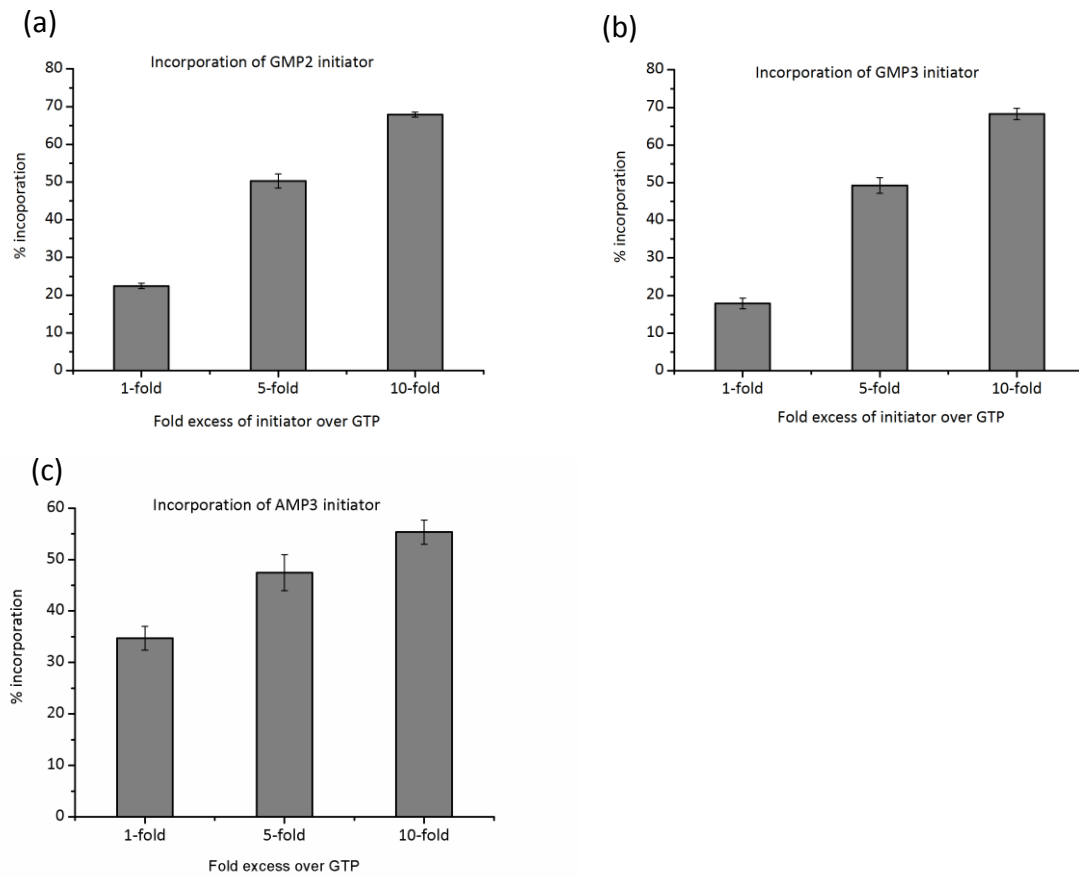 (a)
Incorporation of GMP2 initiator
% incoporation
80
70
60
50
40
30
20
10
0
1-fold
5-fold
10-fold
Fold excess of initiator over GTP
(b)
Incorporation of GMP3 initiator
% incorporation
80
70
60
50
40
30
20
10
0
1-fold
5-fold
10-fold
Fold excess of initiator over GTP
(c)
Incorporation of AMP3 initiator
% incorporation
60
50
40
30
20
10
0
1-fold
5-fold
10-fold
Fold excess over GTP